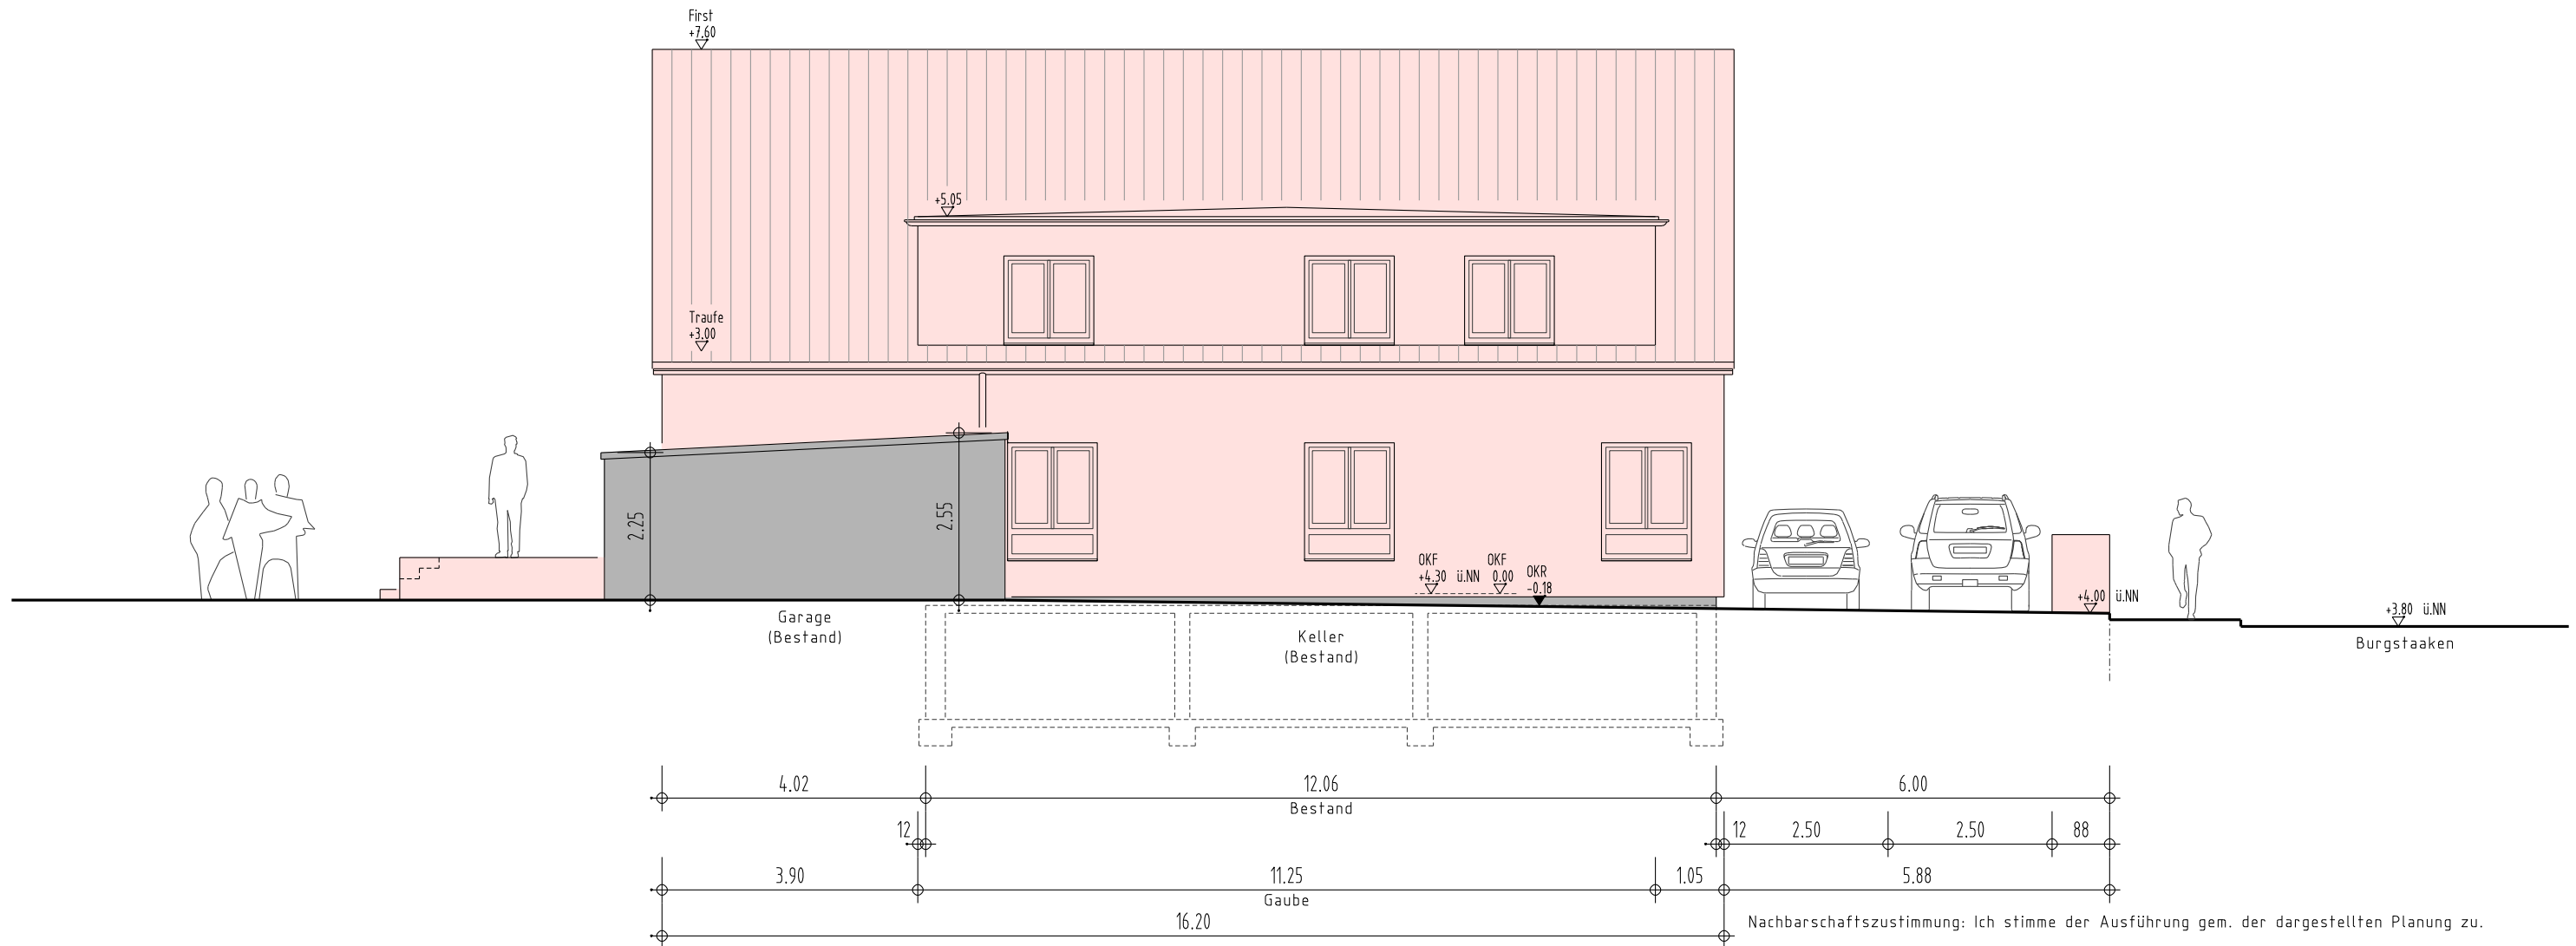 First
+7.60
+5.05
Traufe
+3.00
2.25
2.55
OKF
+4.30 ü.NN
OKF
0.00
OKR
-0.18
+4.00 ü.NN
+3.80 ü.NN
Garage
(Bestand)
Keller
(Bestand)
Burgstaaken
4.02
12.06
6.00
Bestand
12
12
2.50
2.50
88
3.90
11.25
1.05
5.88
Gaube
16.20
Nachbarschaftszustimmung: Ich stimme der Ausführung gem. der dargestellten Planung zu.